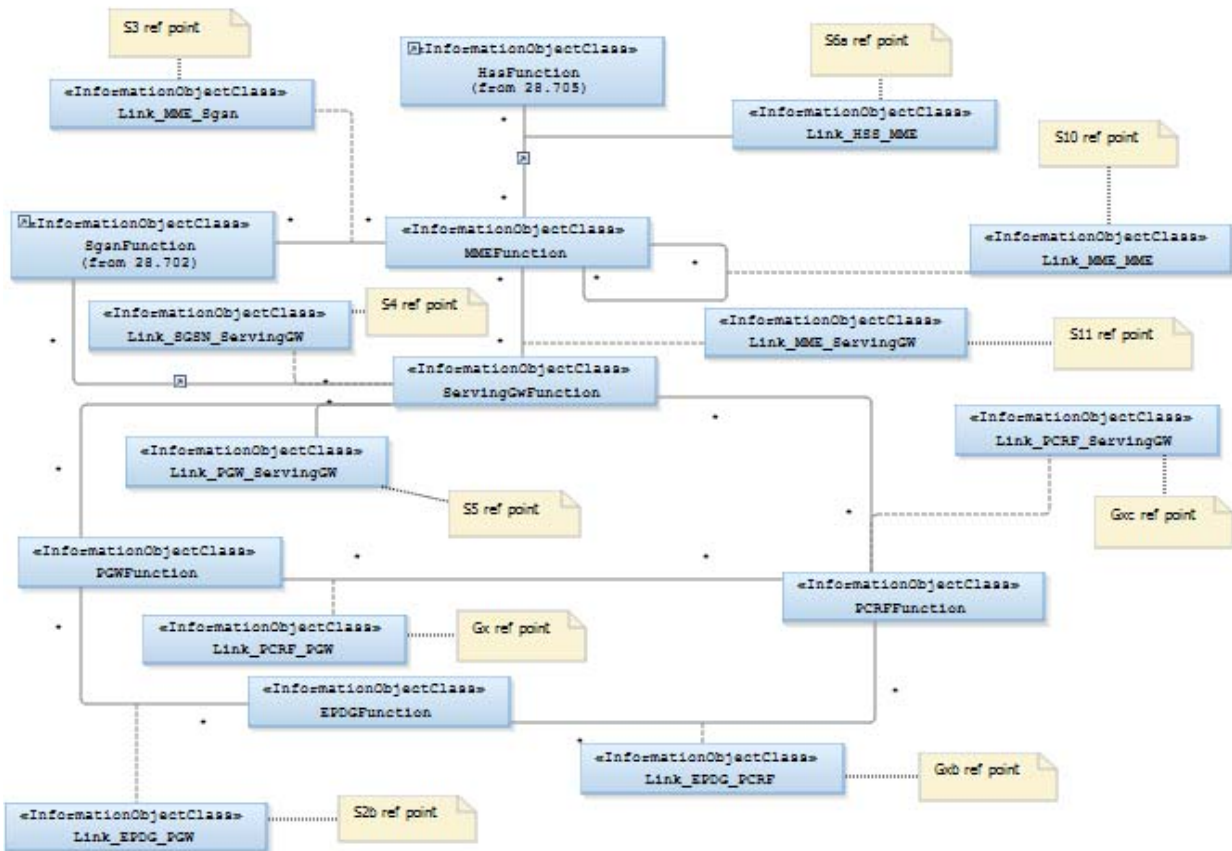 S3 ref point
«InformationObjectClass»
HssFunction
(from 28.705)
S6a ref point
«InformationObjectClass»
Link_MME_Sgsn
«InformationObjectClass»
Link_HSS_MME
S10 ref point
*
*
*
*
«InformationObjectClass»
SgsnFunction
(from 28.702)
«InformationObjectClass»
MMEFunction
«InformationObjectClass»
Link_MME_MME
*
*
*
S4 ref point
«InformationObjectClass»
Link_SGSN_ServingGW
«InformationObjectClass»
Link_MME_ServingGW
S11 ref point
*
*
«InformationObjectClass»
ServingGwFunction
*
*
*
«InformationObjectClass»
Link_PCRF_ServingGW
«InformationObjectClass»
Link_PGW_ServingGW
*
S5 ref point
Gxc ref point
*
«InformationObjectClass»
PGWFunction
*
*
«InformationObjectClass»
PCRFFunction
*
«InformationObjectClass»
Link_PCRF_PGW
Gx ref point
«InformationObjectClass»
EPDGFunction
*
*
*
«InformationObjectClass»
Link_EPDG_PCRF
Gxb ref point
«InformationObjectClass»
Link_EPDG_PGW
S2b ref point